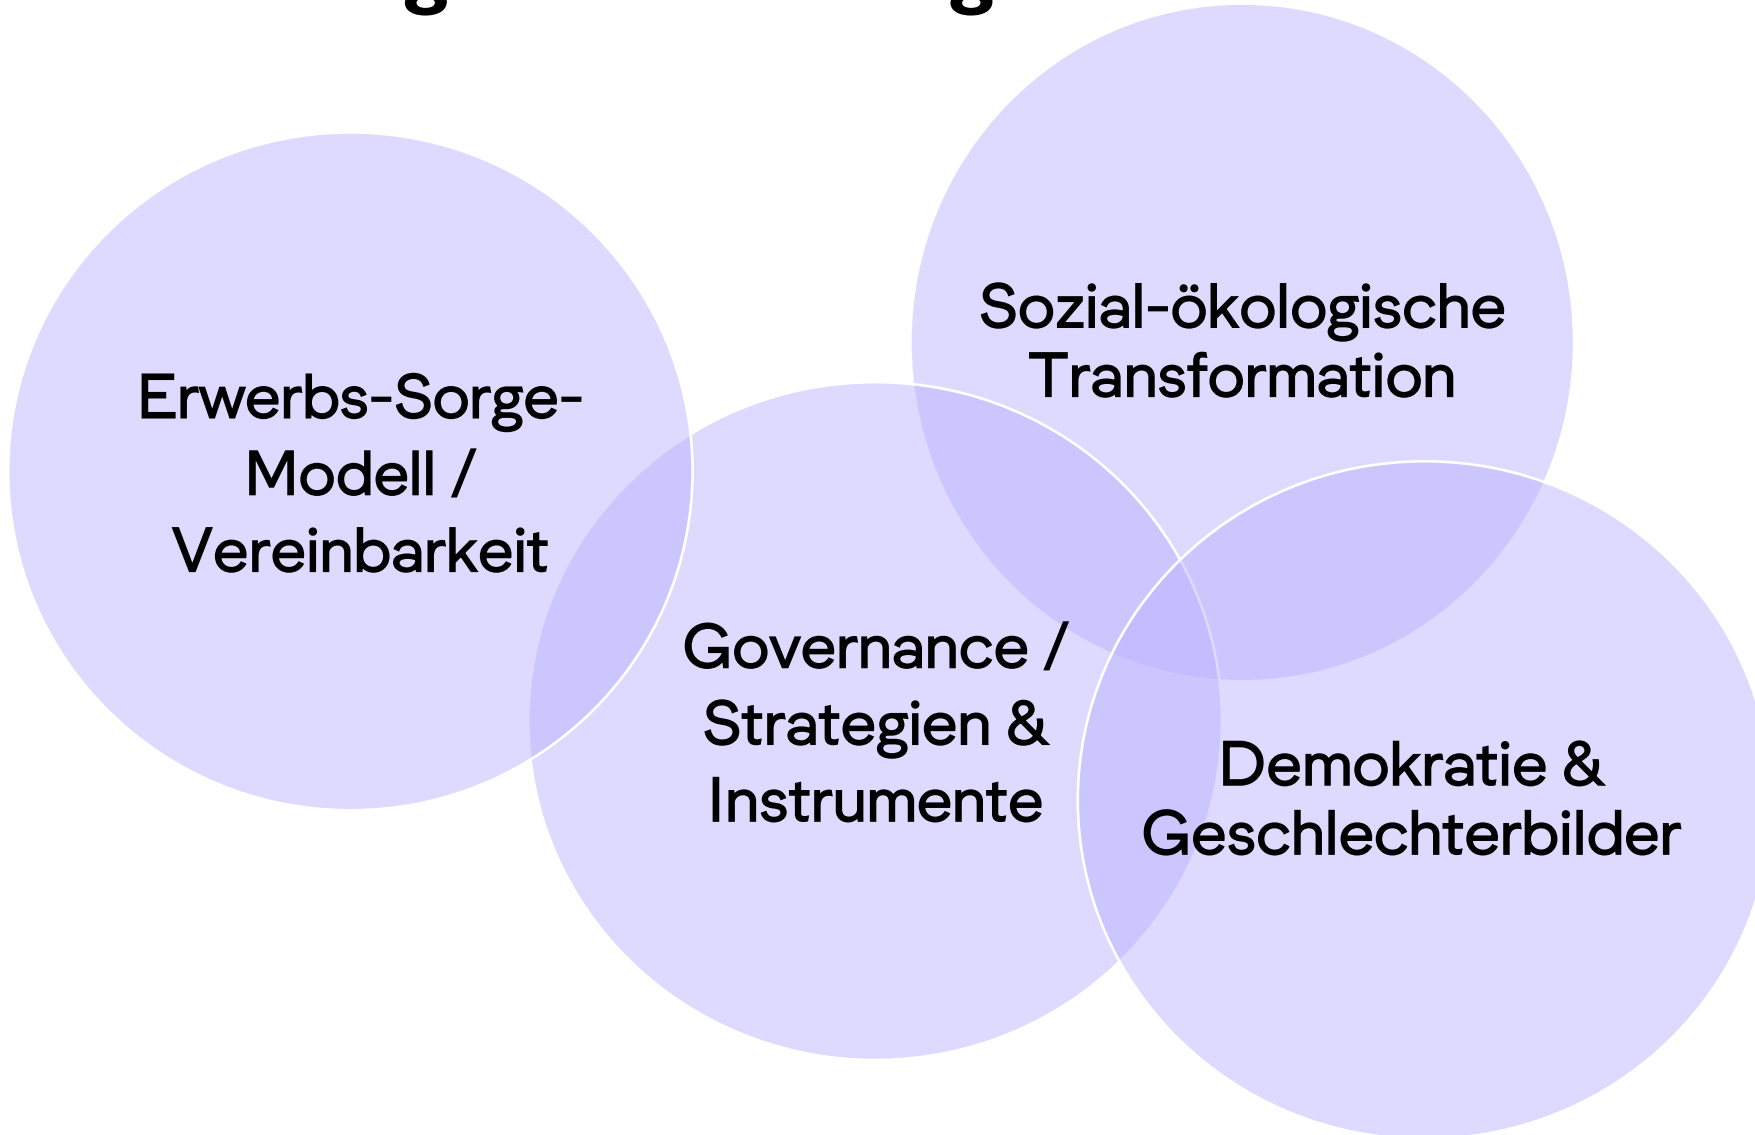 Erwerbs-Sorge-
Modell /
Vereinbarkeit
Sozial-ökologische
Transformation
Governance /
Strategien &
Instrumente
Demokratie &
Geschlechterbilder